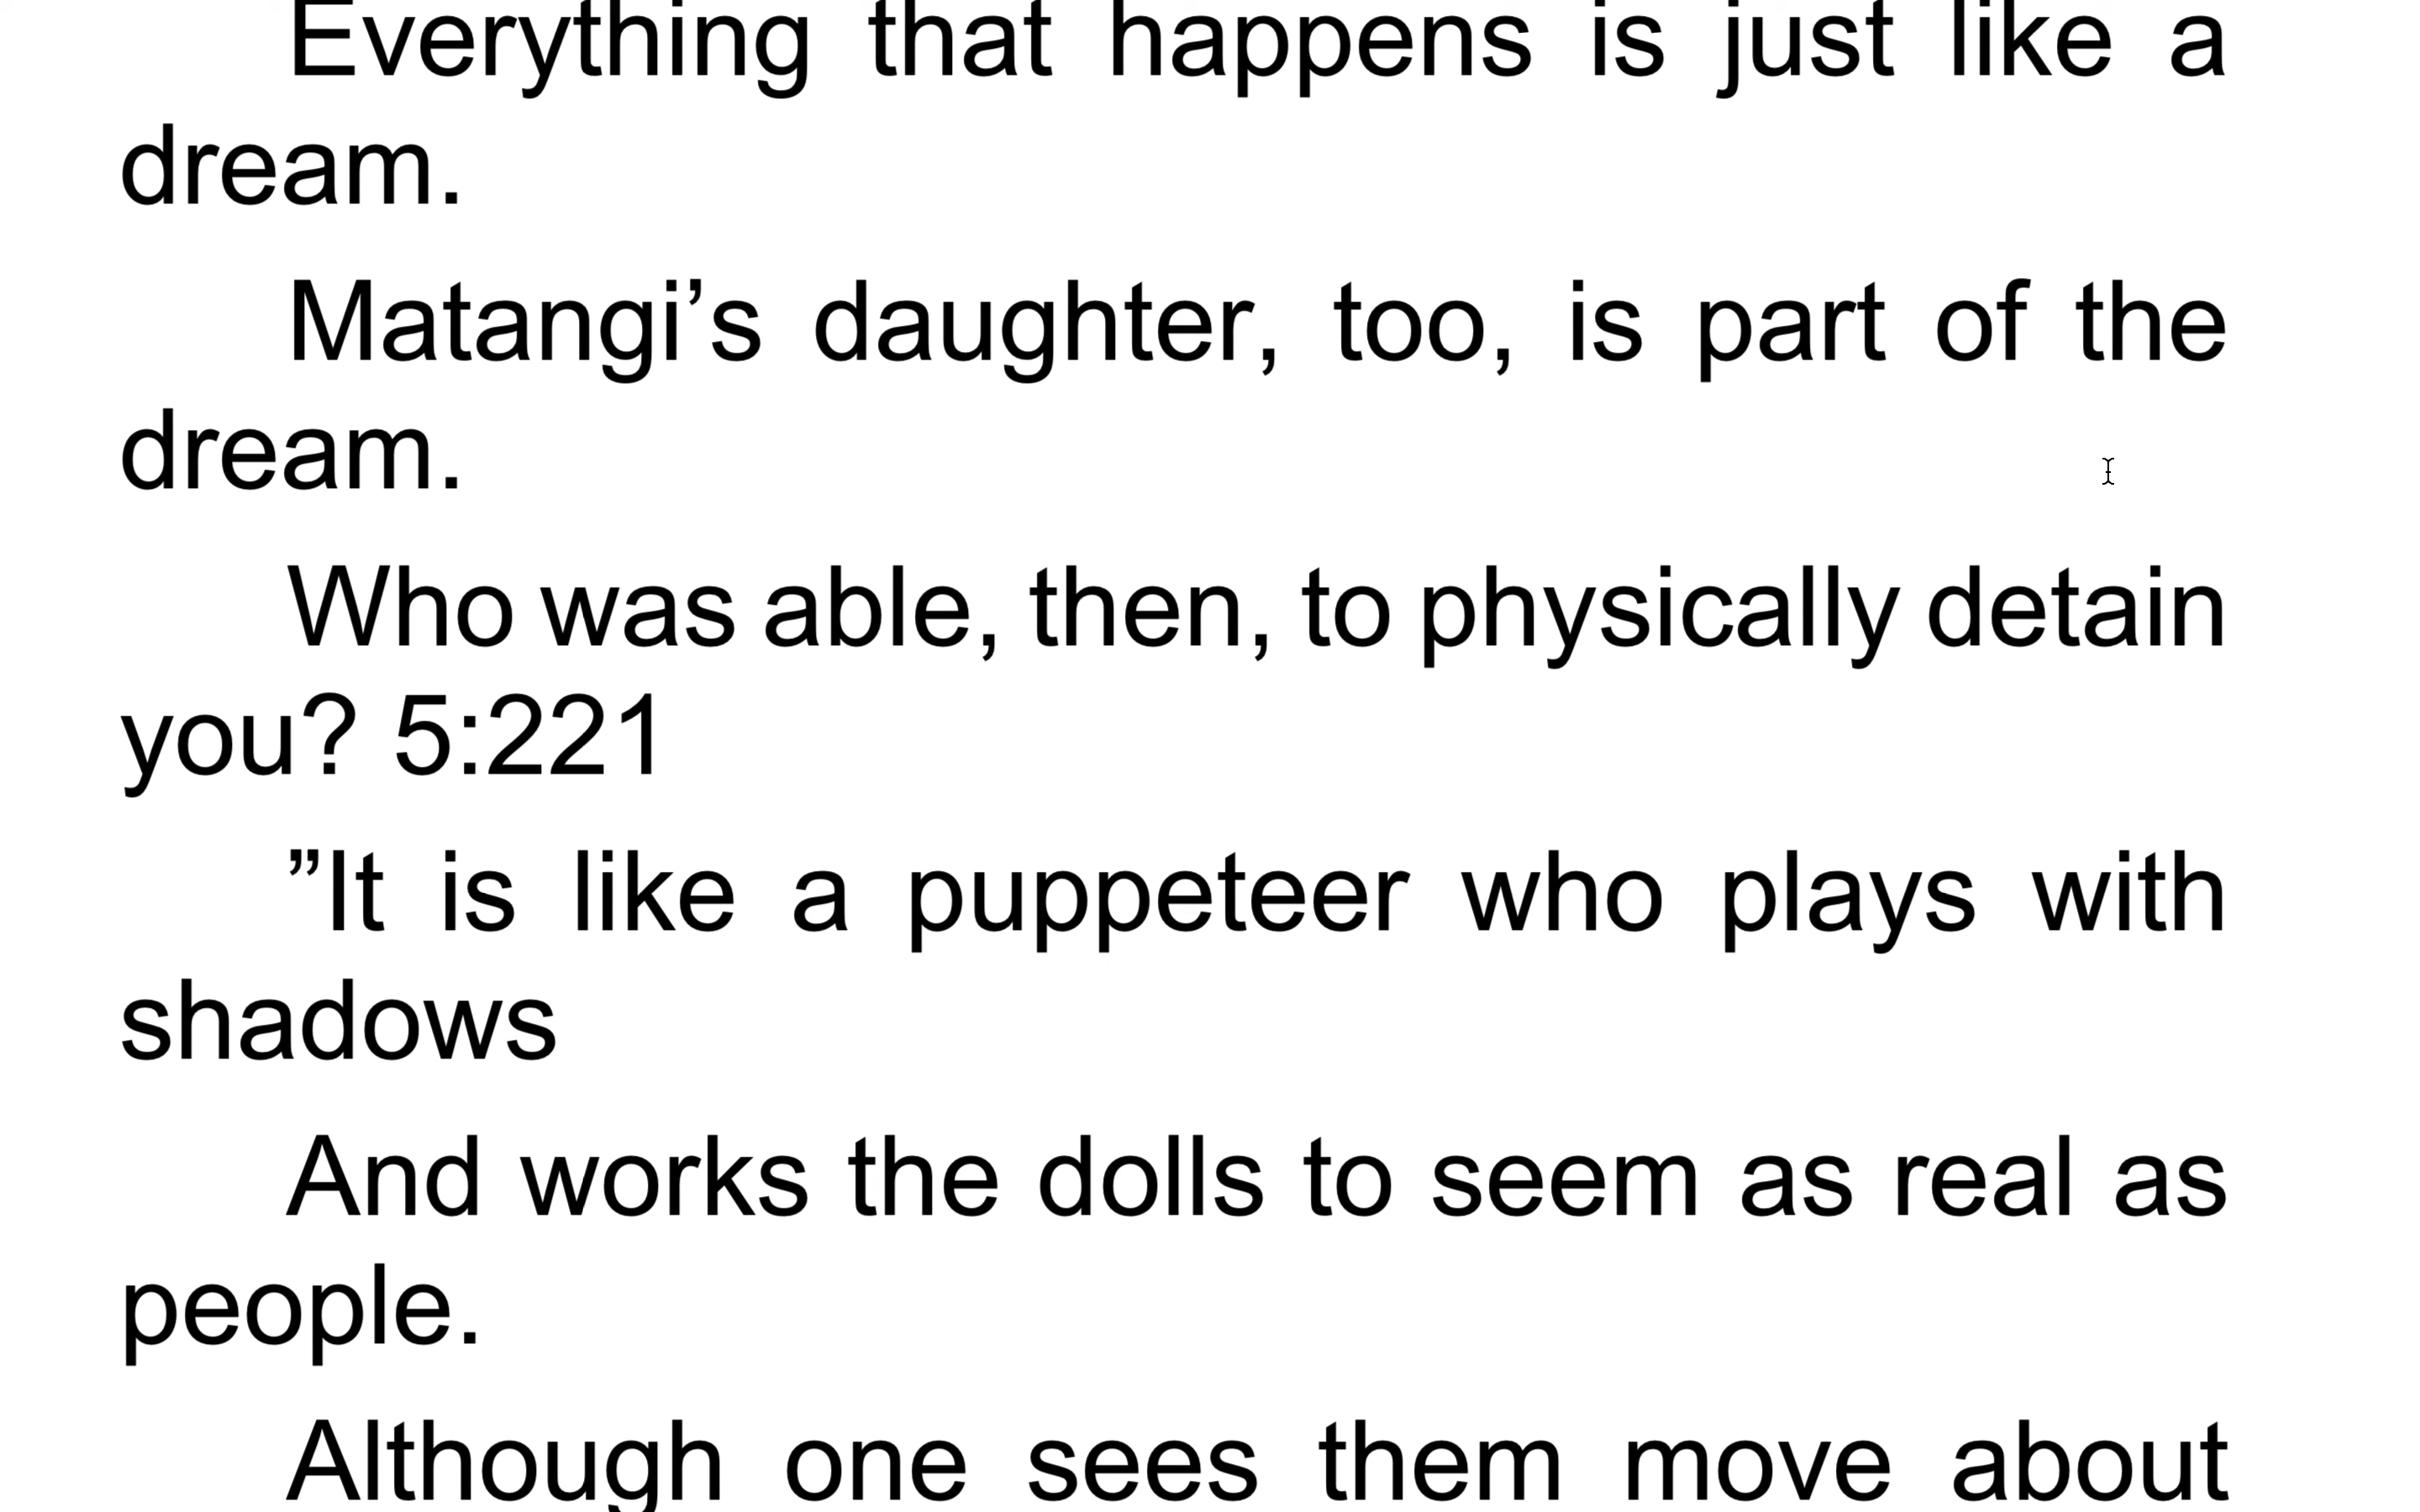 Everything that happens is just like a
dream.
Matangi’s daughter, too, is part of the
dream.
Who was able, then, to physically detain
you? 5:221
”It is like a puppeteer who plays with
shadows
And works the dolls to seem as real as
people.
Although one sees them move about